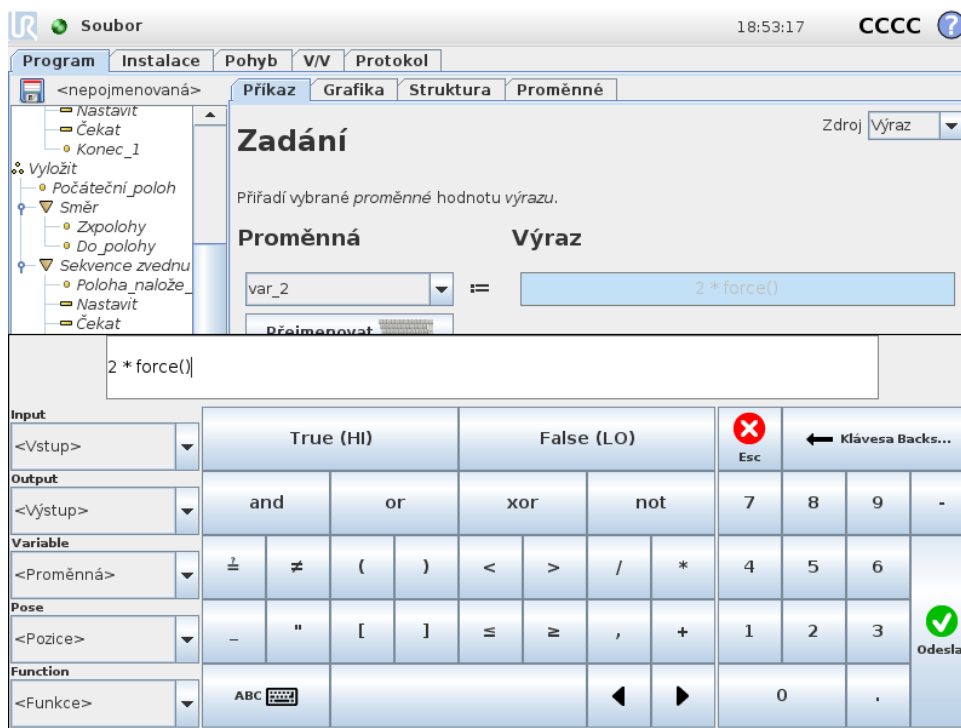 UR Soubor 18:53:17 CCCC ?
Program Instalace Pohyb V/V Protokol
<nepojmenovaná> Příkaz Grafika Struktura Proměnné
Nastavit
Čekat
Konec_1
Vyložit
Počáteční_poloh
Směr
Zxpolohy
Do_polohy
Sekvence zvednu
Poloha_nalože_
Nastavit
Čekat
Zadání
Zdroj Výraz
Přiřadí vybrané proměnné hodnotu výrazu.
Proměnná Výraz
var_2 := 2 * force()
Přejmenovat
2 * force()
Input
<Vstup>
Output
<Výstup>
Variable
<Proměnná>
Pose
<Pozice>
Function
<Funkce>
True (HI) False (LO) Esc Klávesa Backs...
and or xor not 7 8 9 -
≟ ≠ ( ) < > / * 4 5 6
_ " [ ] ≤ ≥ , + 1 2 3 Odesla
ABC 0 .